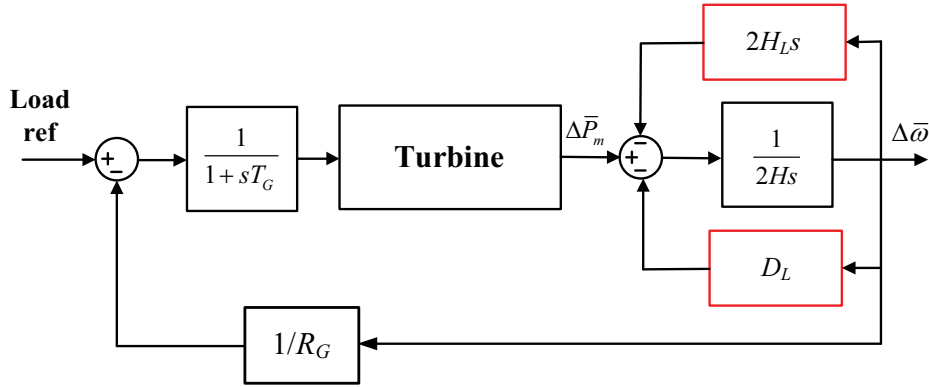 2H_L s
Load
ref
+
−
1
1 + sT_G
Turbine
ΔP̅_m
−
+
−
1
2Hs
Δω̅
D_L
1/R_G